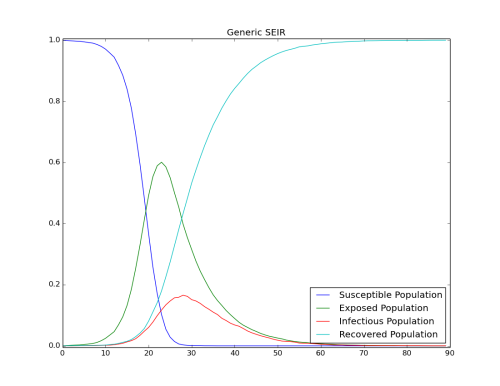 Generic SEIR
1.0
0.8
0.6
0.4
0.2
0.0
0 10 20 30 40 50 60 70 80 90
Susceptible Population
Exposed Population
Infectious Population
Recovered Population